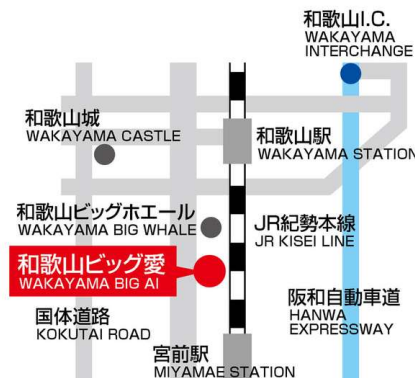 和歌山I.C.
WAKAYAMA
INTERCHANGE
和歌山城
WAKAYAMA CASTLE
和歌山駅
WAKAYAMA STATION
和歌山ビッグホエール
WAKAYAMA BIG WHALE
JR紀勢本線
JR KISEI LINE
和歌山ビッグ愛
WAKAYAMA BIG AI
国体道路
KOKUTAI ROAD
阪和自動車道
HANWA
EXPRESSWAY
宮前駅
MIYAMAE STATION